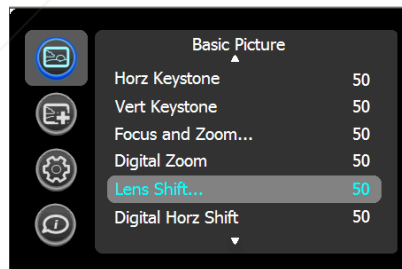 Basic Picture
Horz Keystone 50
Vert Keystone 50
Focus and Zoom... 50
Digital Zoom 50
Lens Shift... 50
Digital Horz Shift 50